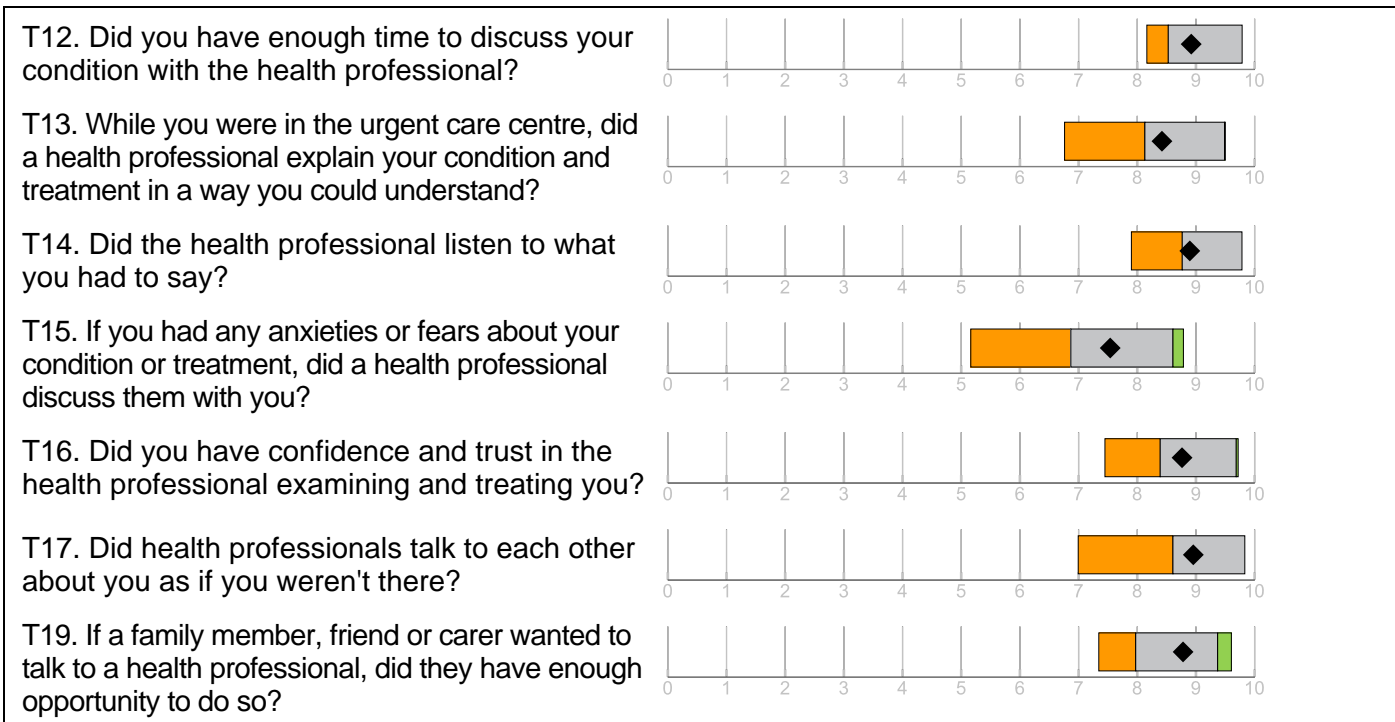 T12. Did you have enough time to discuss your
condition with the health professional?
0 1 2 3 4 5 6 7 8 9 10
T13. While you were in the urgent care centre, did
a health professional explain your condition and
treatment in a way you could understand?
0 1 2 3 4 5 6 7 8 9 10
T14. Did the health professional listen to what
you had to say?
0 1 2 3 4 5 6 7 8 9 10
T15. If you had any anxieties or fears about your
condition or treatment, did a health professional
discuss them with you?
0 1 2 3 4 5 6 7 8 9 10
T16. Did you have confidence and trust in the
health professional examining and treating you?
0 1 2 3 4 5 6 7 8 9 10
T17. Did health professionals talk to each other
about you as if you weren't there?
0 1 2 3 4 5 6 7 8 9 10
T19. If a family member, friend or carer wanted to
talk to a health professional, did they have enough
opportunity to do so?
0 1 2 3 4 5 6 7 8 9 10